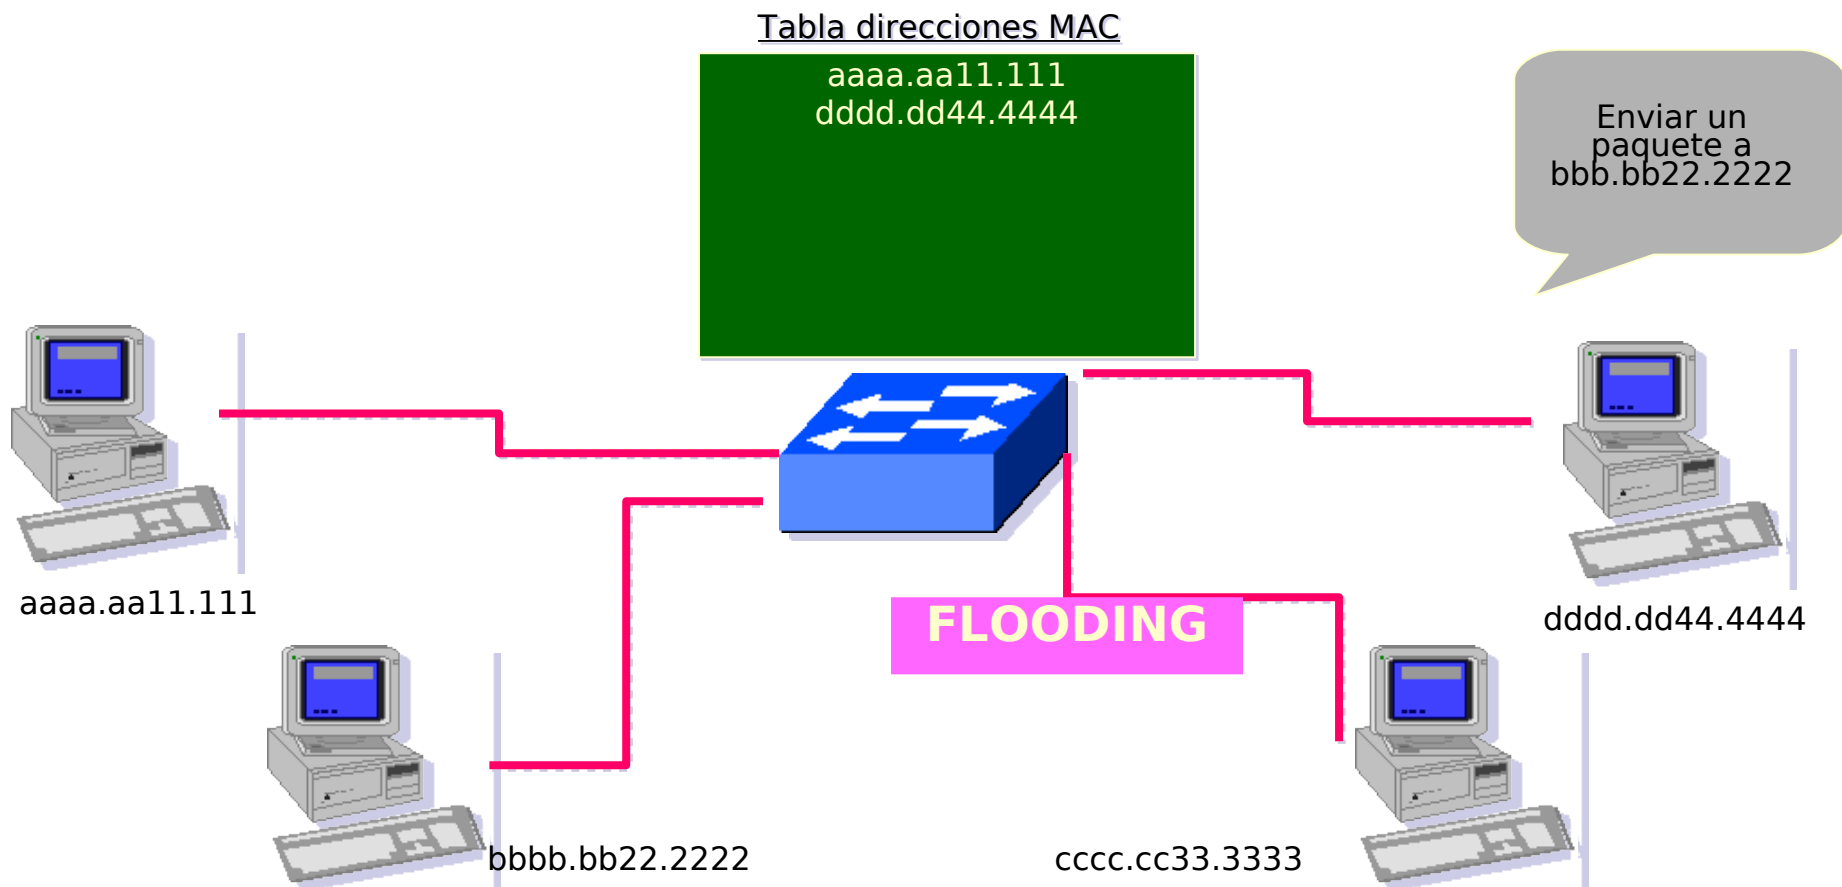 Tabla direcciones MAC
aaaa.aa11.111
dddd.dd44.4444
Enviar un
paquete a
bbb.bb22.2222
aaaa.aa11.111
dddd.dd44.4444
FLOODING
bbbb.bb22.2222
cccc.cc33.3333